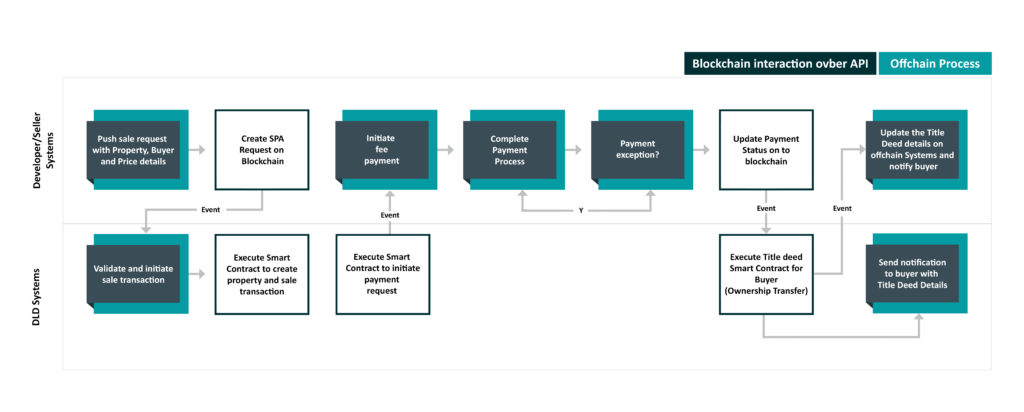 Blockchain interaction ovber API
Offchain Process
Developer/Seller
Systems
Push sale request
with Property, Buyer
and Price details
Create SPA
Request on
Blockchain
Initiate
fee
payment
Complete
Payment
Process
Payment
exception?
Update Payment
Status on to
blockchain
Update the Title
Deed details on
offchain Systems and
notify buyer
Event
Event
Y
Event
Event
DLD Systems
Validate and initiate
sale transaction
Execute Smart
Contract to create
property and sale
transaction
Execute Smart
Contract to initiate
payment
request
Execute Title deed
Smart Contract for
Buyer
(Ownership Transfer)
Send notification
to buyer with
Title Deed Details